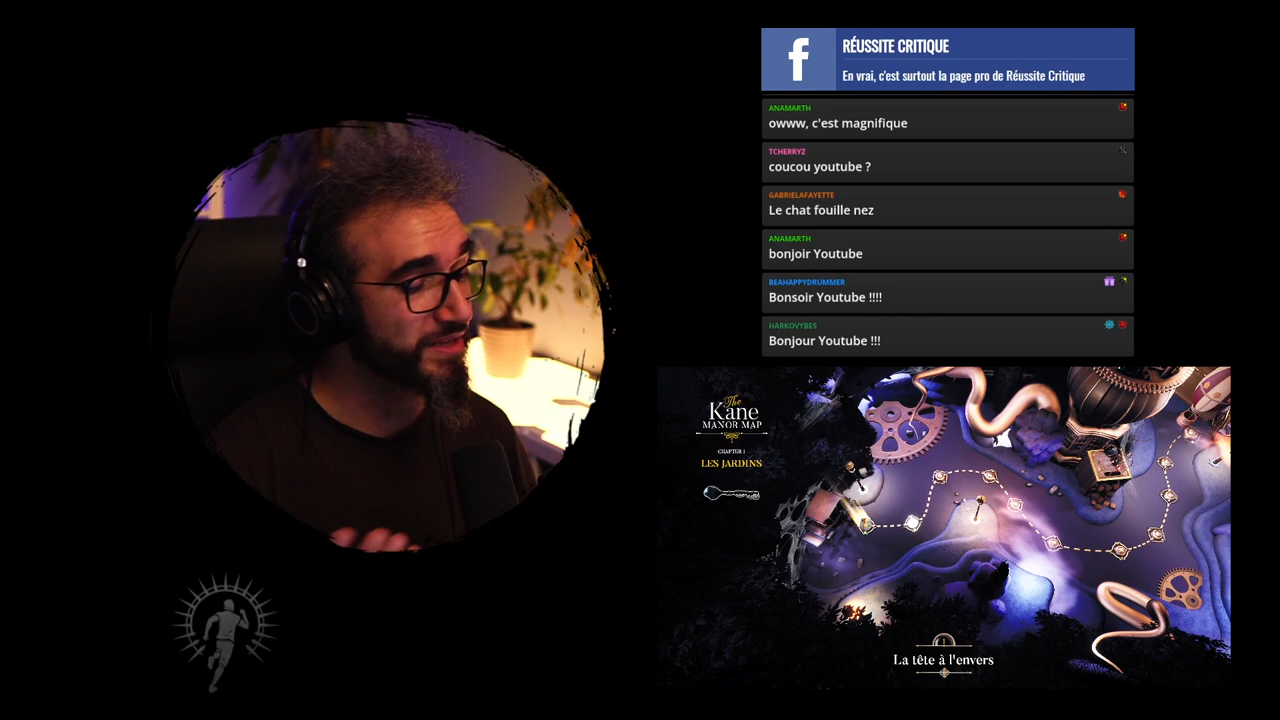 f
RÉUSSITE CRITIQUE
En vrai, c'est surtout la page pro de Réussite Critique
ANAMARTH
owww, c'est magnifique
TCHERRYZ
coucou youtube ?
GABRIELAFAYETTE
Le chat fouille nez
ANAMARTH
bonjoir Youtube
BEAHAPPYDRUMMER
Bonsoir Youtube !!!!
HARKOVYBES
Bonjour Youtube !!!
The
Kane
MANOR MAP
CHAPTER 1
LES JARDINS
1
La tête à l'envers